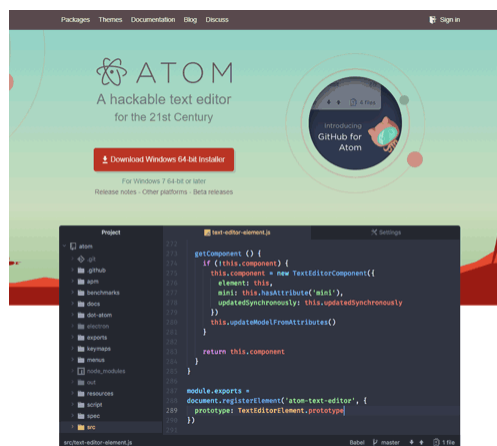 Packages Themes Documentation Blog Discuss Sign in
ATOM
A hackable text editor
for the 21st Century
Download Windows 64-bit Installer
For Windows 7 64-bit or later
Release notes - Other platforms - Beta releases
4 files
Introducing
GitHub for
Atom
Project
atom
.git
.github
apm
benchmarks
docs
dot-atom
electron
exports
keymaps
menus
node_modules
out
resources
script
spec
src
text-editor-element.js
Settings
getComponent () {
if (!this.component) {
this.component = new TextEditorComponent({
element: this,
mini: this.hasAttribute('mini'),
updatedSynchronously: this.updatedSynchronously
})
this.updateModelFromAttributes()
}
return this.component
}
}
module.exports =
document.registerElement('atom-text-editor', {
289 prototype: TextEditorElement.prototype
})
src/text-editor-element.js
Babel master 1 file